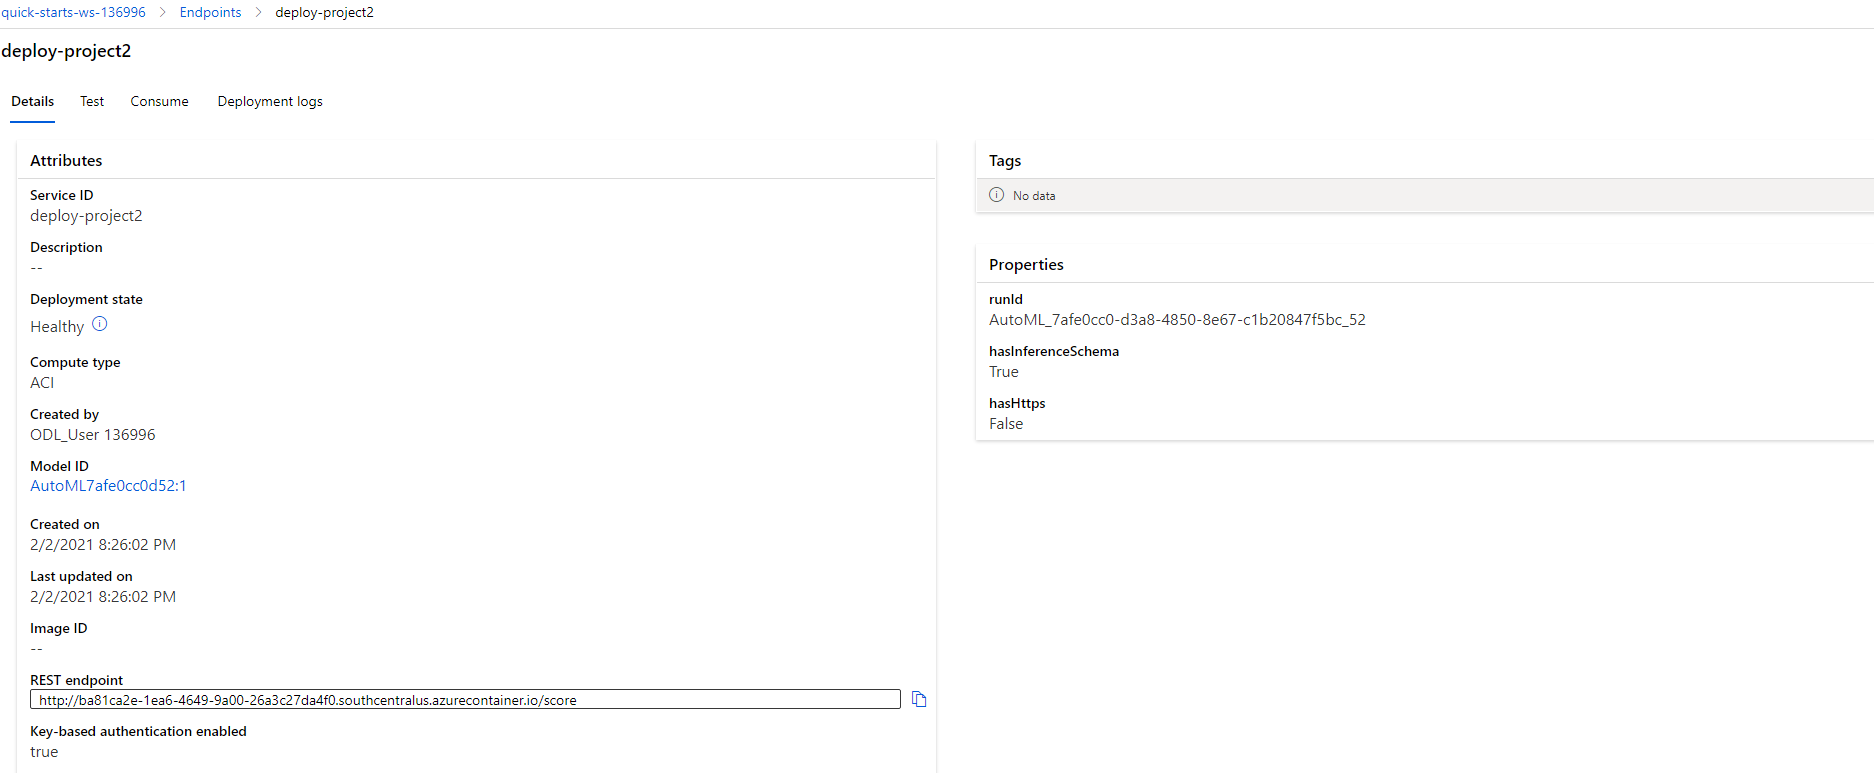 quick-starts-ws-136996 > Endpoints > deploy-project2
deploy-project2
Details Test Consume Deployment logs
Attributes
Service ID
deploy-project2
Description
--
Deployment state
Healthy
Compute type
ACI
Created by
ODL_User 136996
Model ID
AutoML7afe0cc0d52:1
Created on
2/2/2021 8:26:02 PM
Last updated on
2/2/2021 8:26:02 PM
Image ID
--
REST endpoint
http://ba81ca2e-1ea6-4649-9a00-26a3c27da4f0.southcentralus.azurecontainer.io/score
Key-based authentication enabled
true
Tags
No data
Properties
runId
AutoML_7afe0cc0-d3a8-4850-8e67-c1b20847f5bc_52
hasInferenceSchema
True
hasHttps
False